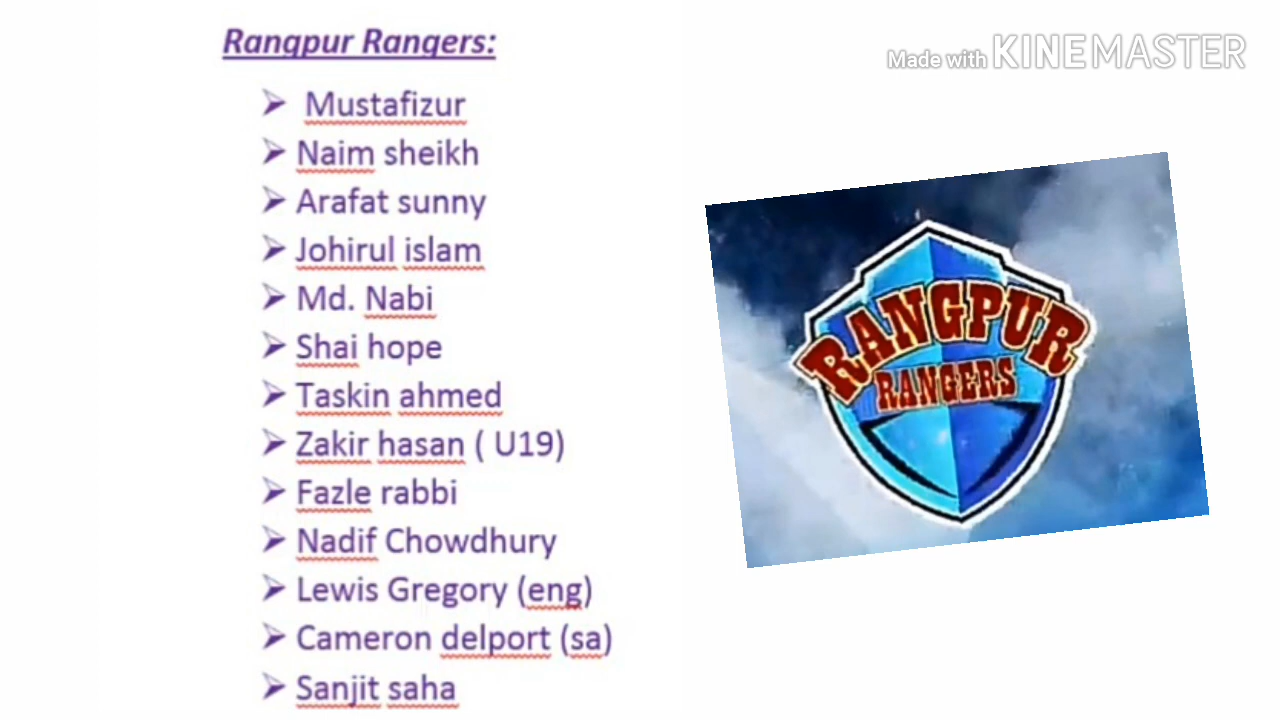 Rangpur Rangers:
Mustafizur
Naim sheikh
Arafat sunny
Johirul islam
Md. Nabi
Shai hope
Taskin ahmed
Zakir hasan ( U19)
Fazle rabbi
Nadif Chowdhury
Lewis Gregory (eng)
Cameron delport (sa)
Sanjit saha
Made with KINEMASTER
RANGPUR
RANGERS